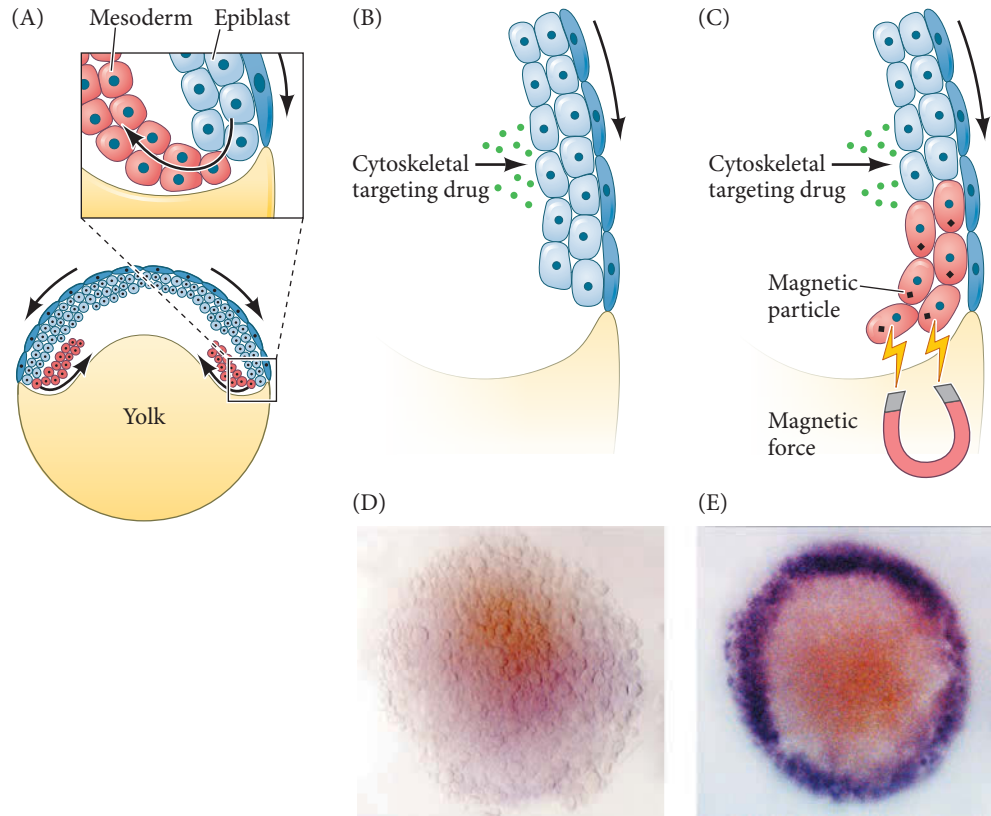 (A)
Mesoderm
Epiblast
Yolk
(B)
Cytoskeletal
targeting drug
(C)
Cytoskeletal
targeting drug
Magnetic
particle
Magnetic
force
(D)
(E)